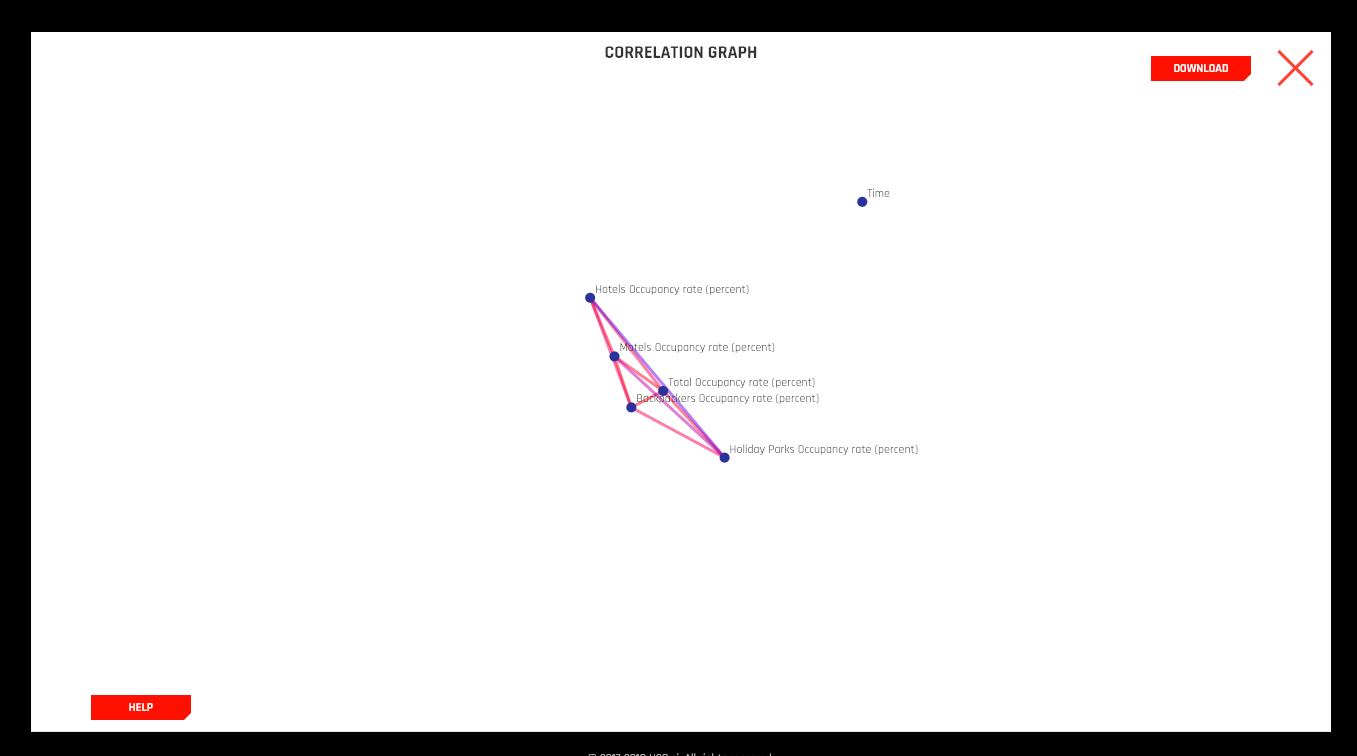 CORRELATION GRAPH
DOWNLOAD
Time
Hotels Occupancy rate (percent)
Motels Occupancy rate (percent)
Total Occupancy rate (percent)
Backpackers Occupancy rate (percent)
Holiday Parks Occupancy rate (percent)
HELP